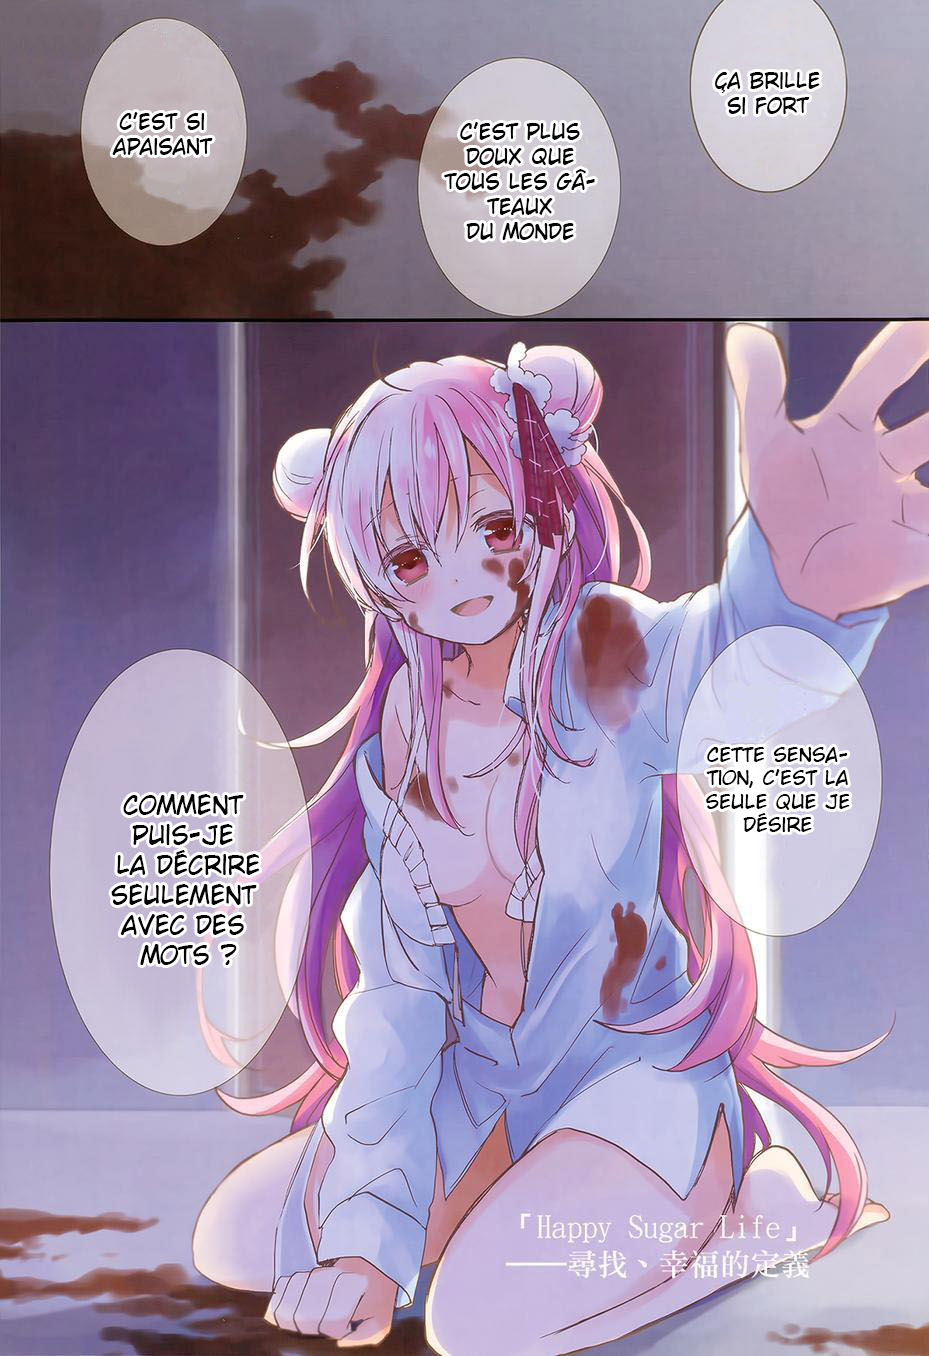 ÇA BRILLE
SI FORT
C'EST PLUS
DOUX QUE
TOUS LES GÂ-
TEAUX
DU MONDE
C'EST SI
APAISANT
CETTE SENSA-
TION, C'EST LA
SEULE QUE JE
DÉSIRE
COMMENT
PUIS-JE
LA DÉCRIRE
SEULEMENT
AVEC DES
MOTS ?
「Happy Sugar Life」
——尋找、幸福的定義